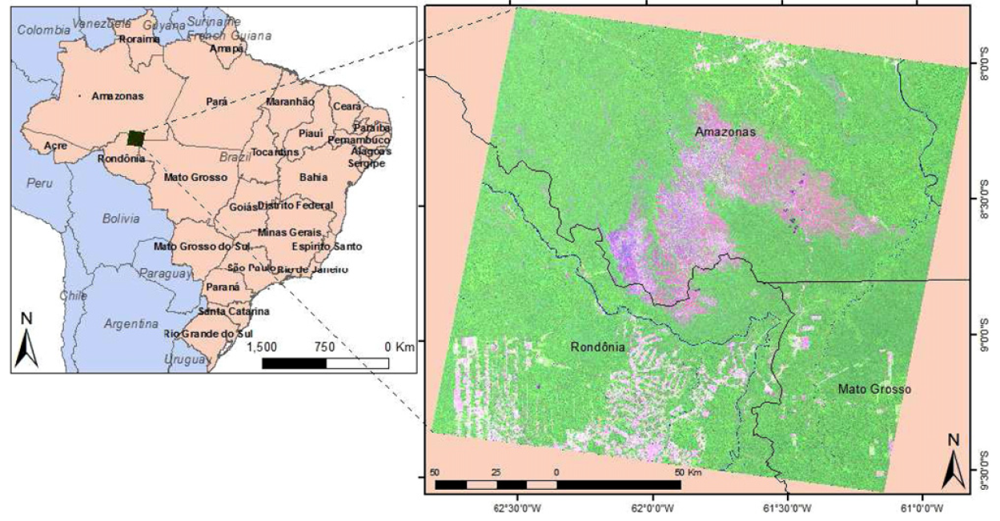 Colombia
Venezuela
Guyana
Suriname
French Guiana
Roraima
Amapá
Amazonas
Pará
Maranhão
Ceará
Paraíba
Piauí
Pernambuco
Acre
Tocantins
Alagoas
Sergipe
Rondônia
Brazil
Mato Grosso
Bahia
Peru
Goiás
Distrito Federal
Bolivia
Minas Gerais
Mato Grosso do Sul
Espírito Santo
Paraguay
São Paulo
Rio de Janeiro
Paraná
Chile
Santa Catarina
Argentina
Rio Grande do Sul
Uruguay
N
1,500 750 0 Km
Amazonas
Rondônia
Mato Grosso
N
50 25 0 50 Km
8°0'0"S
8°30'0"S
9°0'0"S
9°30'0"S
62°30'0"W 62°0'0"W 61°30'0"W 61°0'0"W